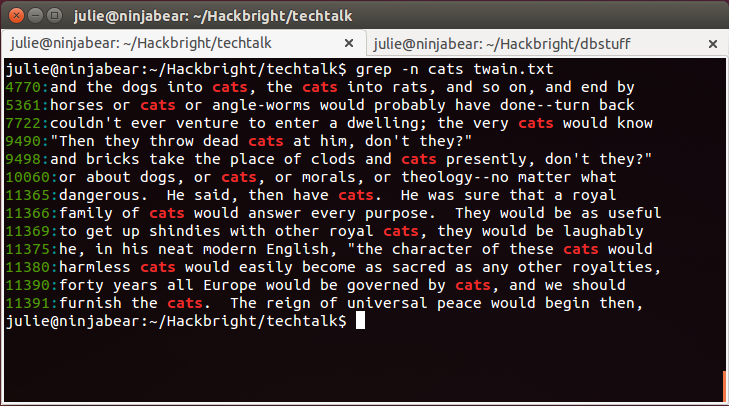 julie@ninjabear: ~/Hackbright/techtalk
julie@ninjabear: ~/Hackbright/techtalk × julie@ninjabear: ~/Hackbright/dbstuff ×
julie@ninjabear:~/Hackbright/techtalk$ grep -n cats twain.txt
4770:and the dogs into cats, the cats into rats, and so on, and end by
5361:horses or cats or angle-worms would probably have done--turn back
7722:couldn't ever venture to enter a dwelling; the very cats would know
9490:"Then they throw dead cats at him, don't they?"
9498:and bricks take the place of clods and cats presently, don't they?"
10060:or about dogs, or cats, or morals, or theology--no matter what
11365:dangerous.  He said, then have cats.  He was sure that a royal
11366:family of cats would answer every purpose.  They would be as useful
11369:to get up shindies with other royal cats, they would be laughably
11375:he, in his neat modern English, "the character of these cats would
11380:harmless cats would easily become as sacred as any other royalties,
11390:forty years all Europe would be governed by cats, and we should
11391:furnish the cats.  The reign of universal peace would begin then,
julie@ninjabear:~/Hackbright/techtalk$